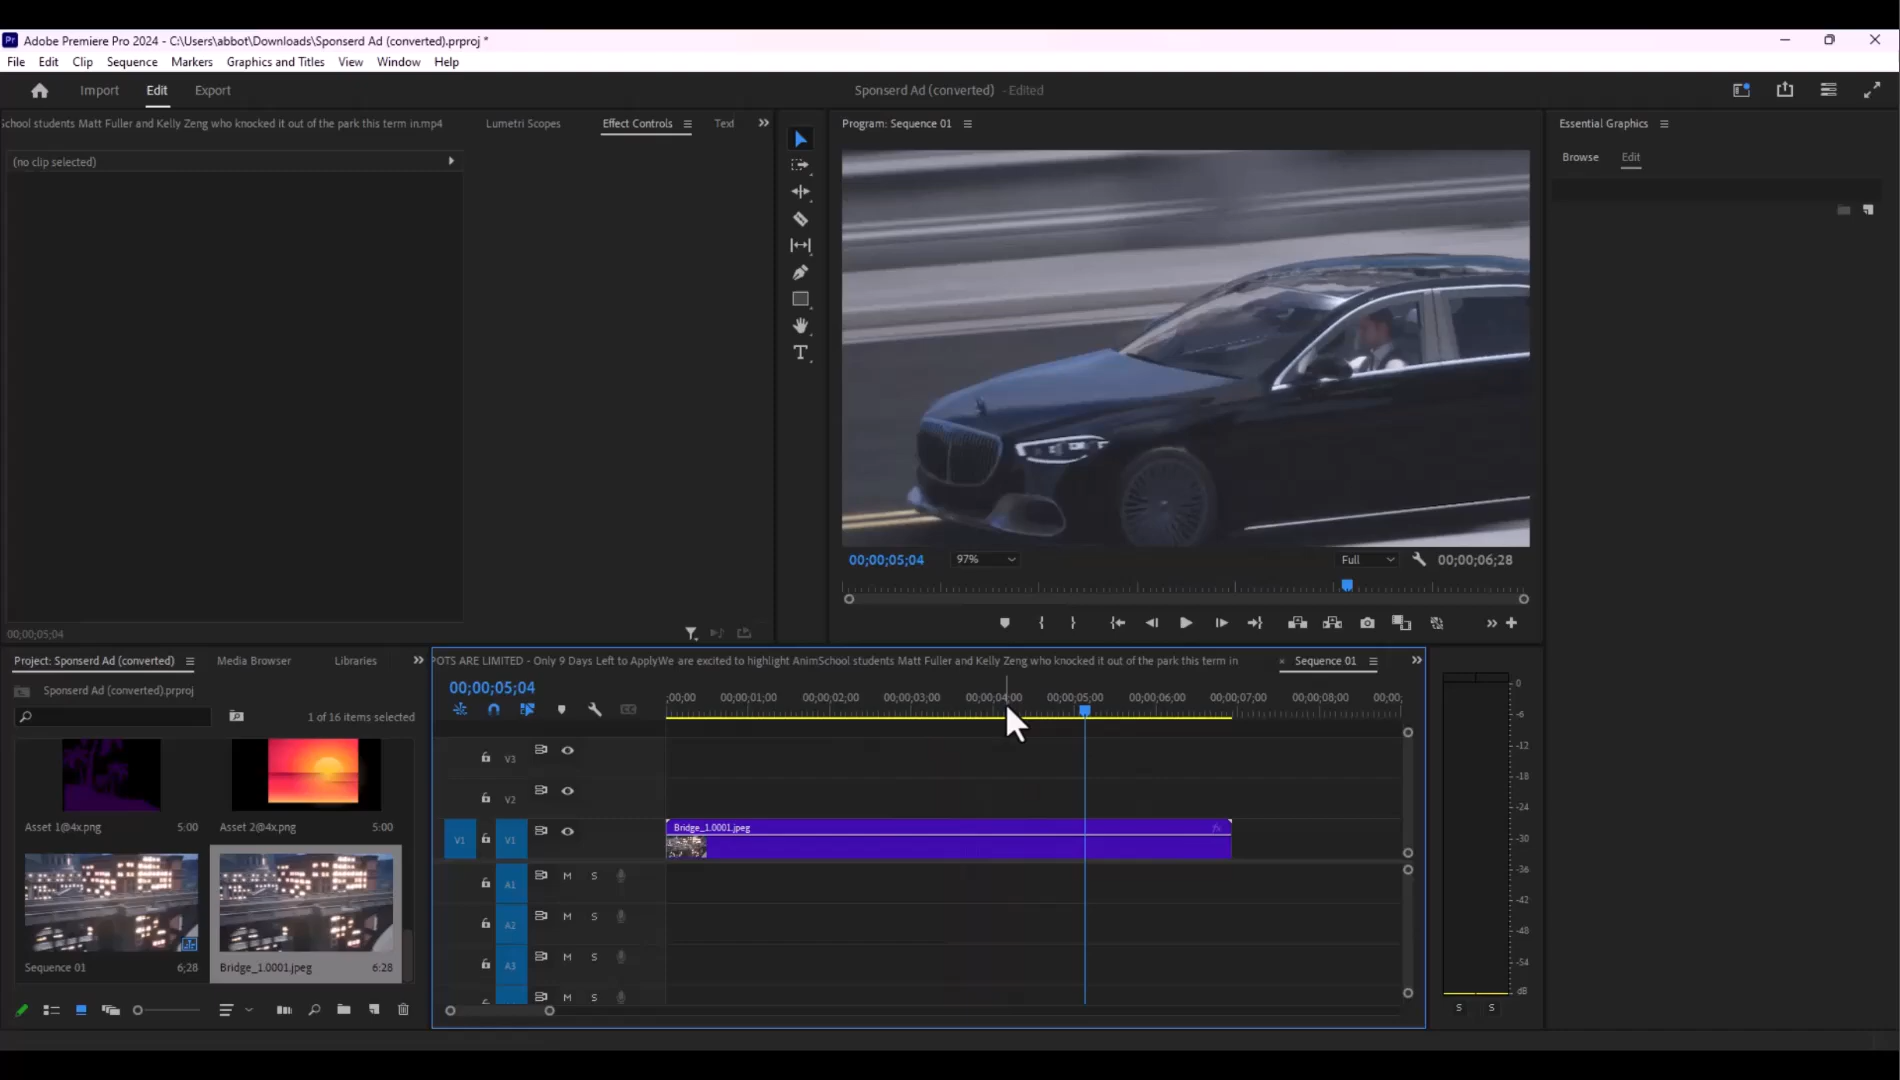 Pr Adobe Premiere Pro 2024 - C:\Users\abbot\Downloads\Sponserd Ad (converted).prproj *
File Edit Clip Sequence Markers Graphics and Titles View Window Help
Import Edit Export
Sponserd Ad (converted) - Edited
School students Matt Fuller and Kelly Zeng who knocked it out of the park this term in.mp4
Lumetri Scopes
Effect Controls
Text
Program: Sequence 01
Essential Graphics
(no clip selected)
Browse Edit
T
00;00;05;04
97%
Full
00;00;06;28
00;00;05;04
Project: Sponserd Ad (converted)
Media Browser
Libraries
POTS ARE LIMITED - Only 9 Days Left to ApplyWe are excited to highlight AnimSchool students Matt Fuller and Kelly Zeng who knocked it out of the park this term in
× Sequence 01
Sponserd Ad (converted).prproj
1 of 16 items selected
00;00;05;04
;00;00 00;00;01;00 00;00;02;00 00;00;03;00 00;00;04;00 00;00;05;00 00;00;06;00 00;00;07;00 00;00;08;00 00;00;
V3
V2
V1 V1
Bridge_1.0001.jpeg
fx
A1 M S
A2 M S
A3 M S
M S
Asset 1@4x.png 5:00
Asset 2@4x.png 5:00
Sequence 01 6;28
Bridge_1.0001.jpeg 6:28
0
-6
-12
-18
-24
-30
-36
-42
-48
-54
dB
S S